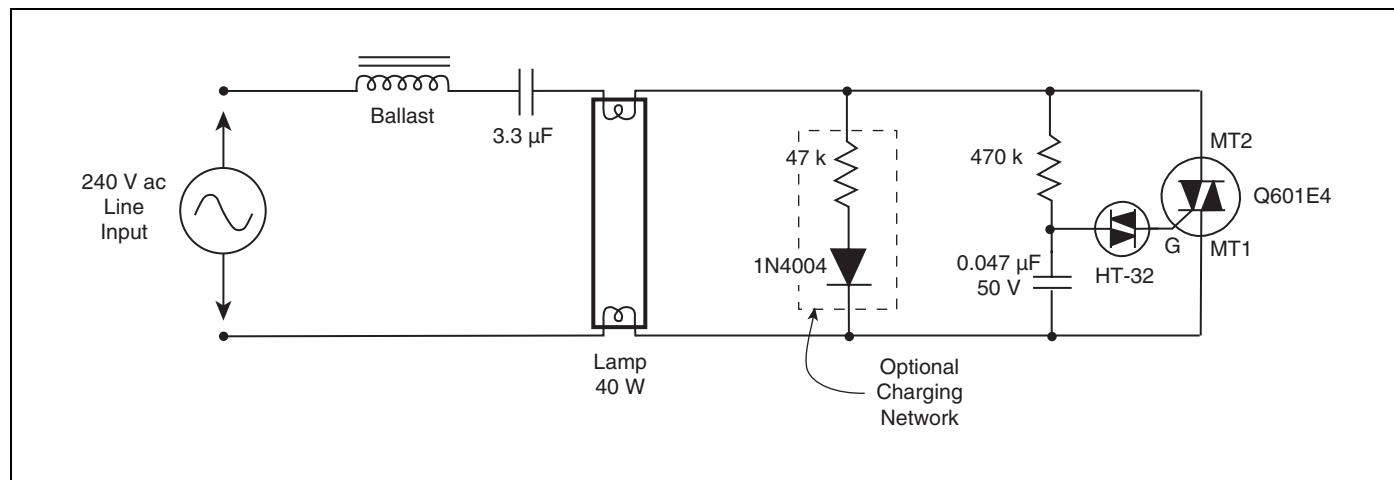 Ballast
3.3 µF
240 V ac
Line
Input
Lamp
40 W
47 k
1N4004
Optional
Charging
Network
470 k
0.047 µF
50 V
HT-32
G
MT2
Q601E4
MT1